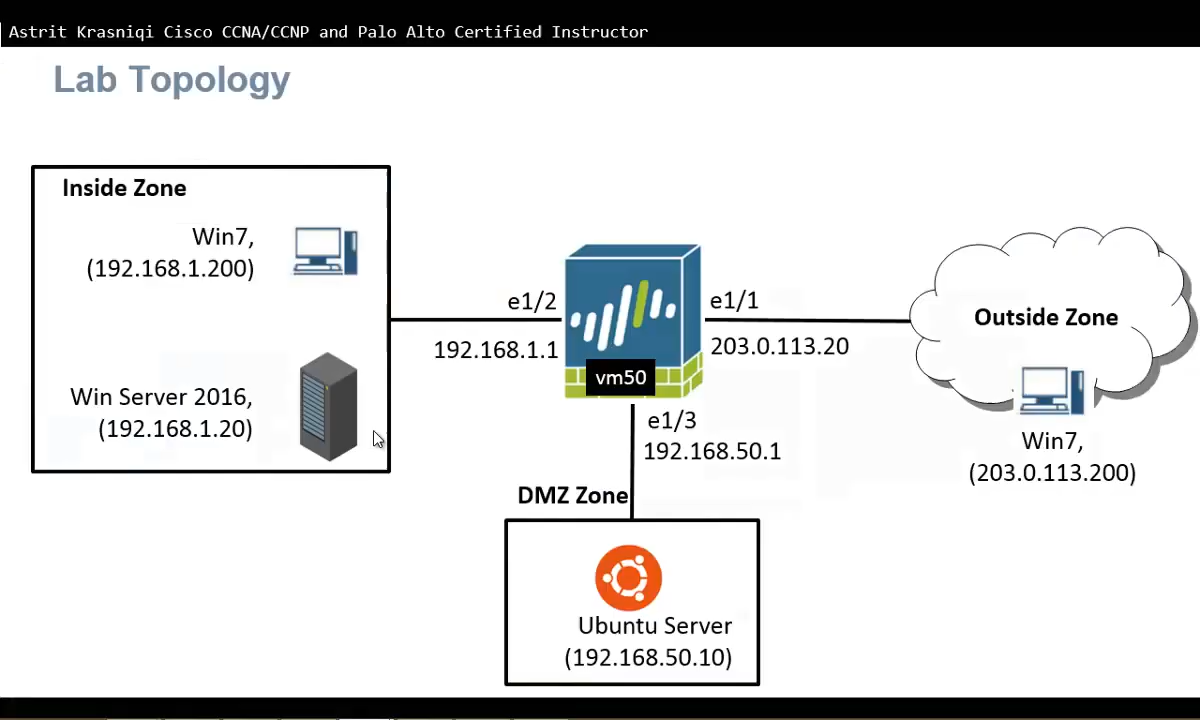 Astrit Krasniqi Cisco CCNA/CCNP and Palo Alto Certified Instructor
Lab Topology
Inside Zone
Win7,
(192.168.1.200)
Win Server 2016,
(192.168.1.20)
e1/2
192.168.1.1
vm50
e1/1
203.0.113.20
e1/3
192.168.50.1
Outside Zone
Win7,
(203.0.113.200)
DMZ Zone
Ubuntu Server
(192.168.50.10)